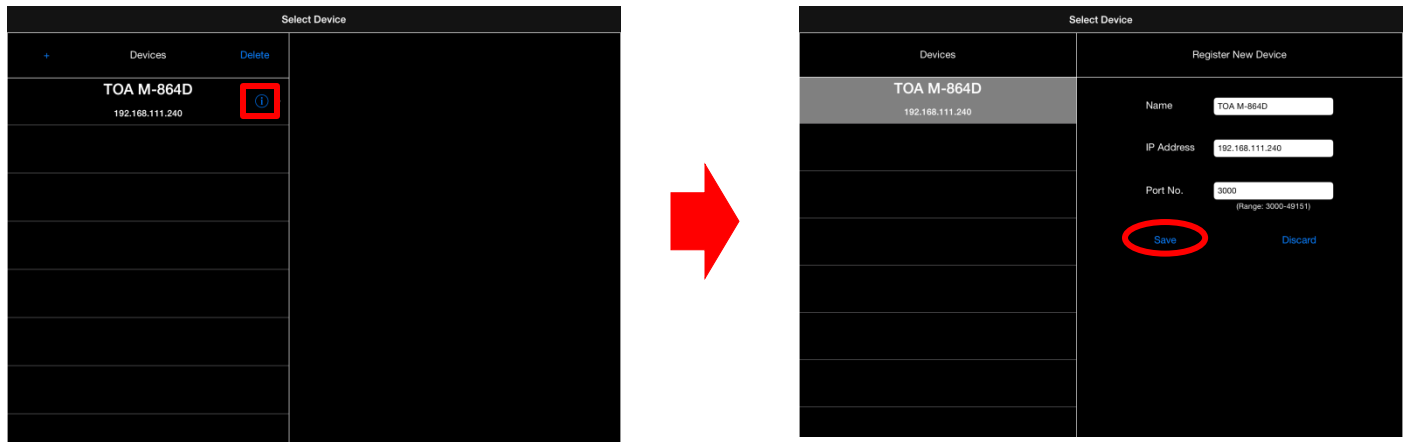 Select Device
+ Devices Delete
TOA M-864D
192.168.111.240
Select Device
Devices
Register New Device
TOA M-864D
192.168.111.240
Name TOA M-864D
IP Address 192.168.111.240
Port No. 3000
(Range: 3000-49151)
Save Discard